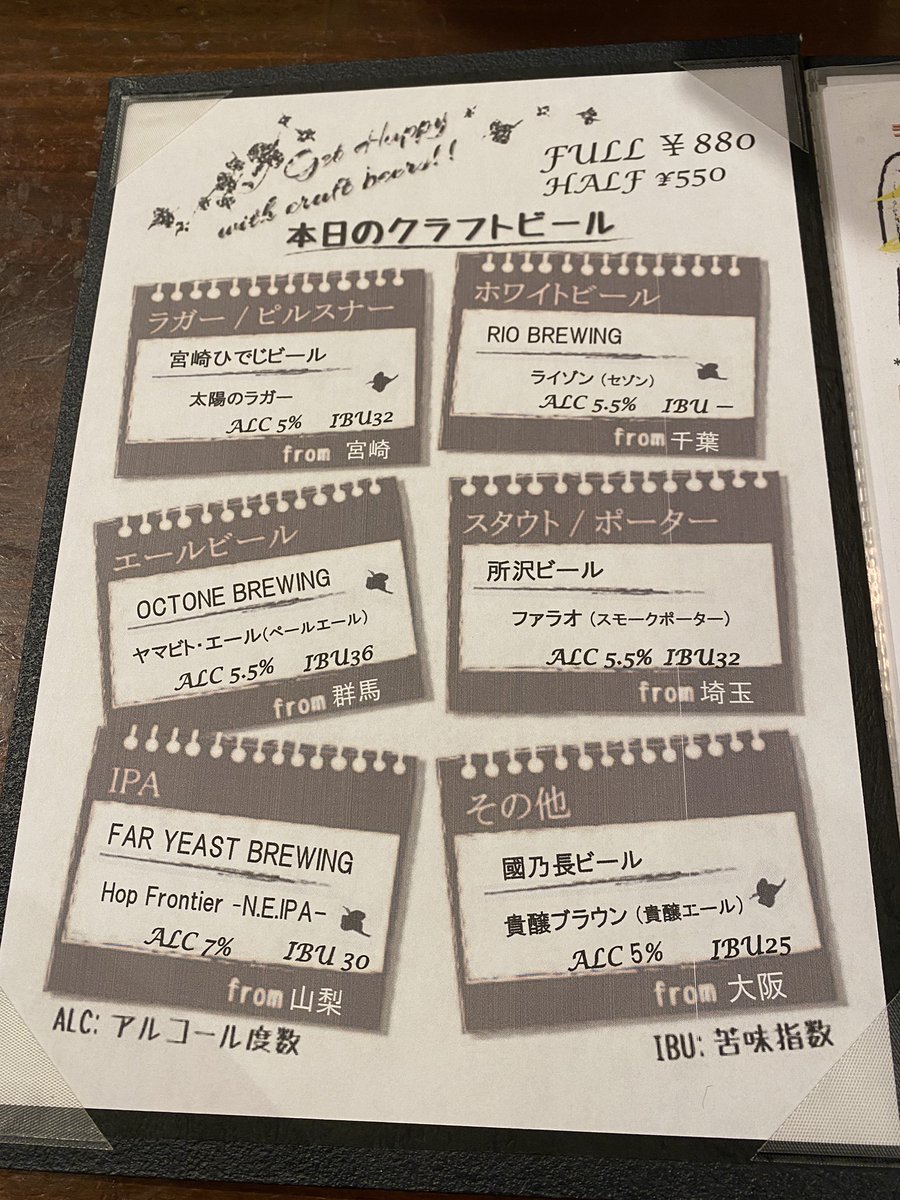 Get Happy
with craft beers!!
FULL ¥880
HALF ¥550
本日のクラフトビール
ラガー / ピルスナー
宮崎ひでじビール
太陽のラガー
ALC 5% IBU32
from 宮崎
ホワイトビール
RIO BREWING
ライゾン (セゾン)
ALC 5.5% IBU －
from 千葉
エールビール
OCTONE BREWING
ヤマビト・エール(ペールエール)
ALC 5.5% IBU36
from 群馬
スタウト / ポーター
所沢ビール
ファラオ (スモークポーター)
ALC 5.5% IBU32
from 埼玉
IPA
FAR YEAST BREWING
Hop Frontier -N.E.IPA-
ALC 7% IBU 30
from 山梨
その他
國乃長ビール
貴醸ブラウン (貴醸エール)
ALC 5% IBU25
from 大阪
ALC: アルコール度数
IBU: 苦味指数